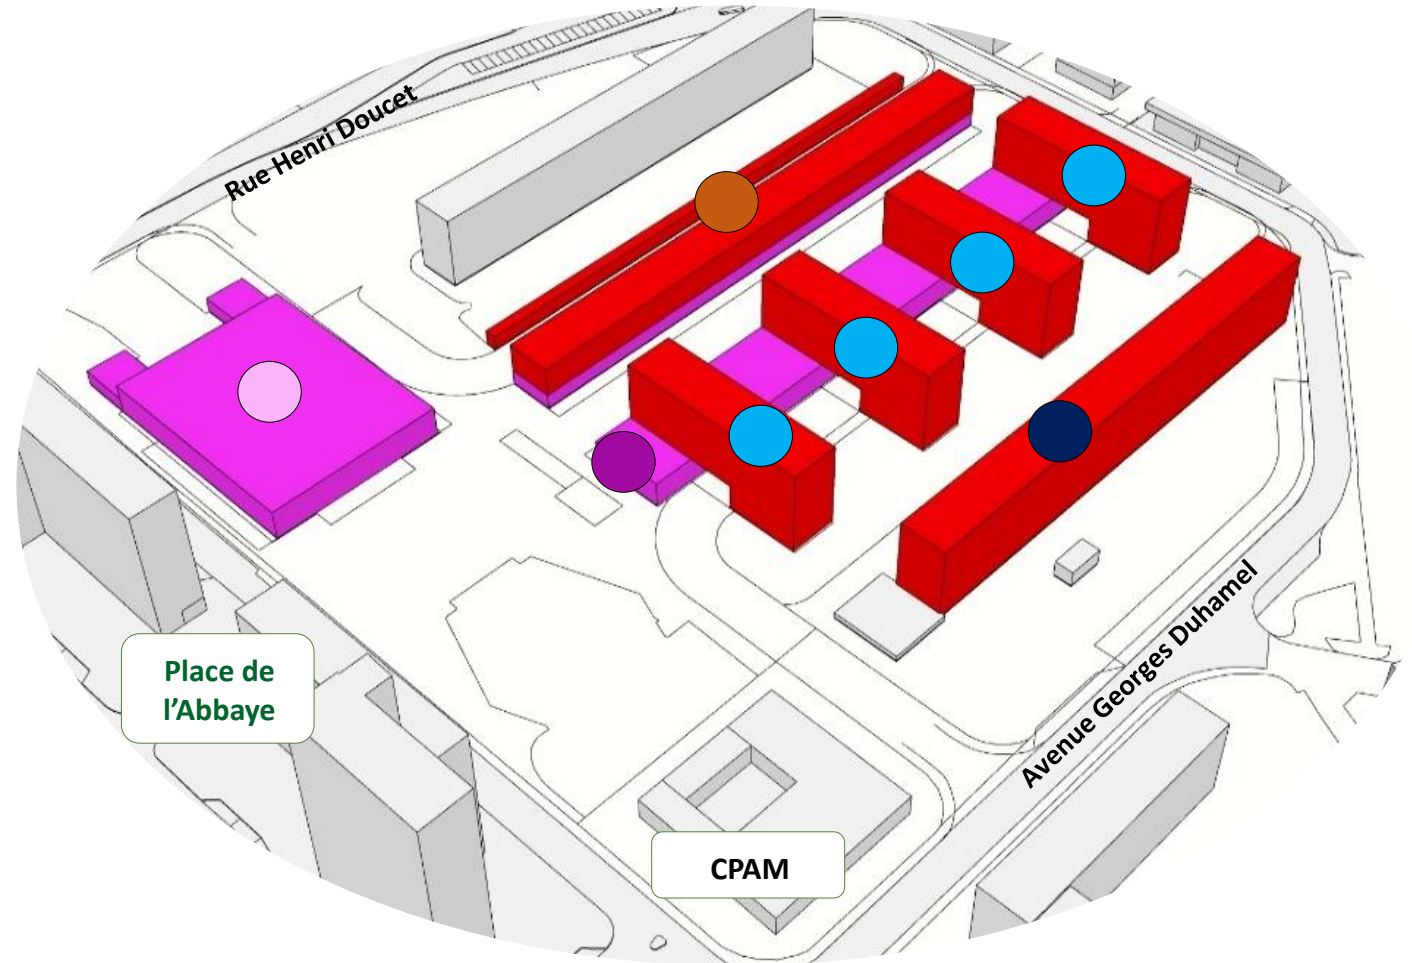 Rue Henri Doucet
Place de
l'Abbaye
Avenue Georges Duhamel
CPAM